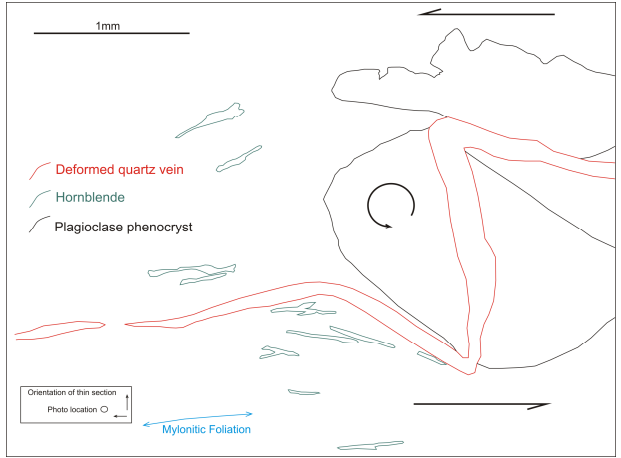 1mm
Deformed quartz vein
Hornblende
Plagioclase phenocryst
Orientation of thin section
Photo location
Mylonitic Foliation